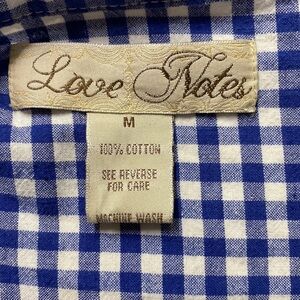 Love Notes
M
100% COTTON
SEE REVERSE
FOR CARE
MACHINE WASH